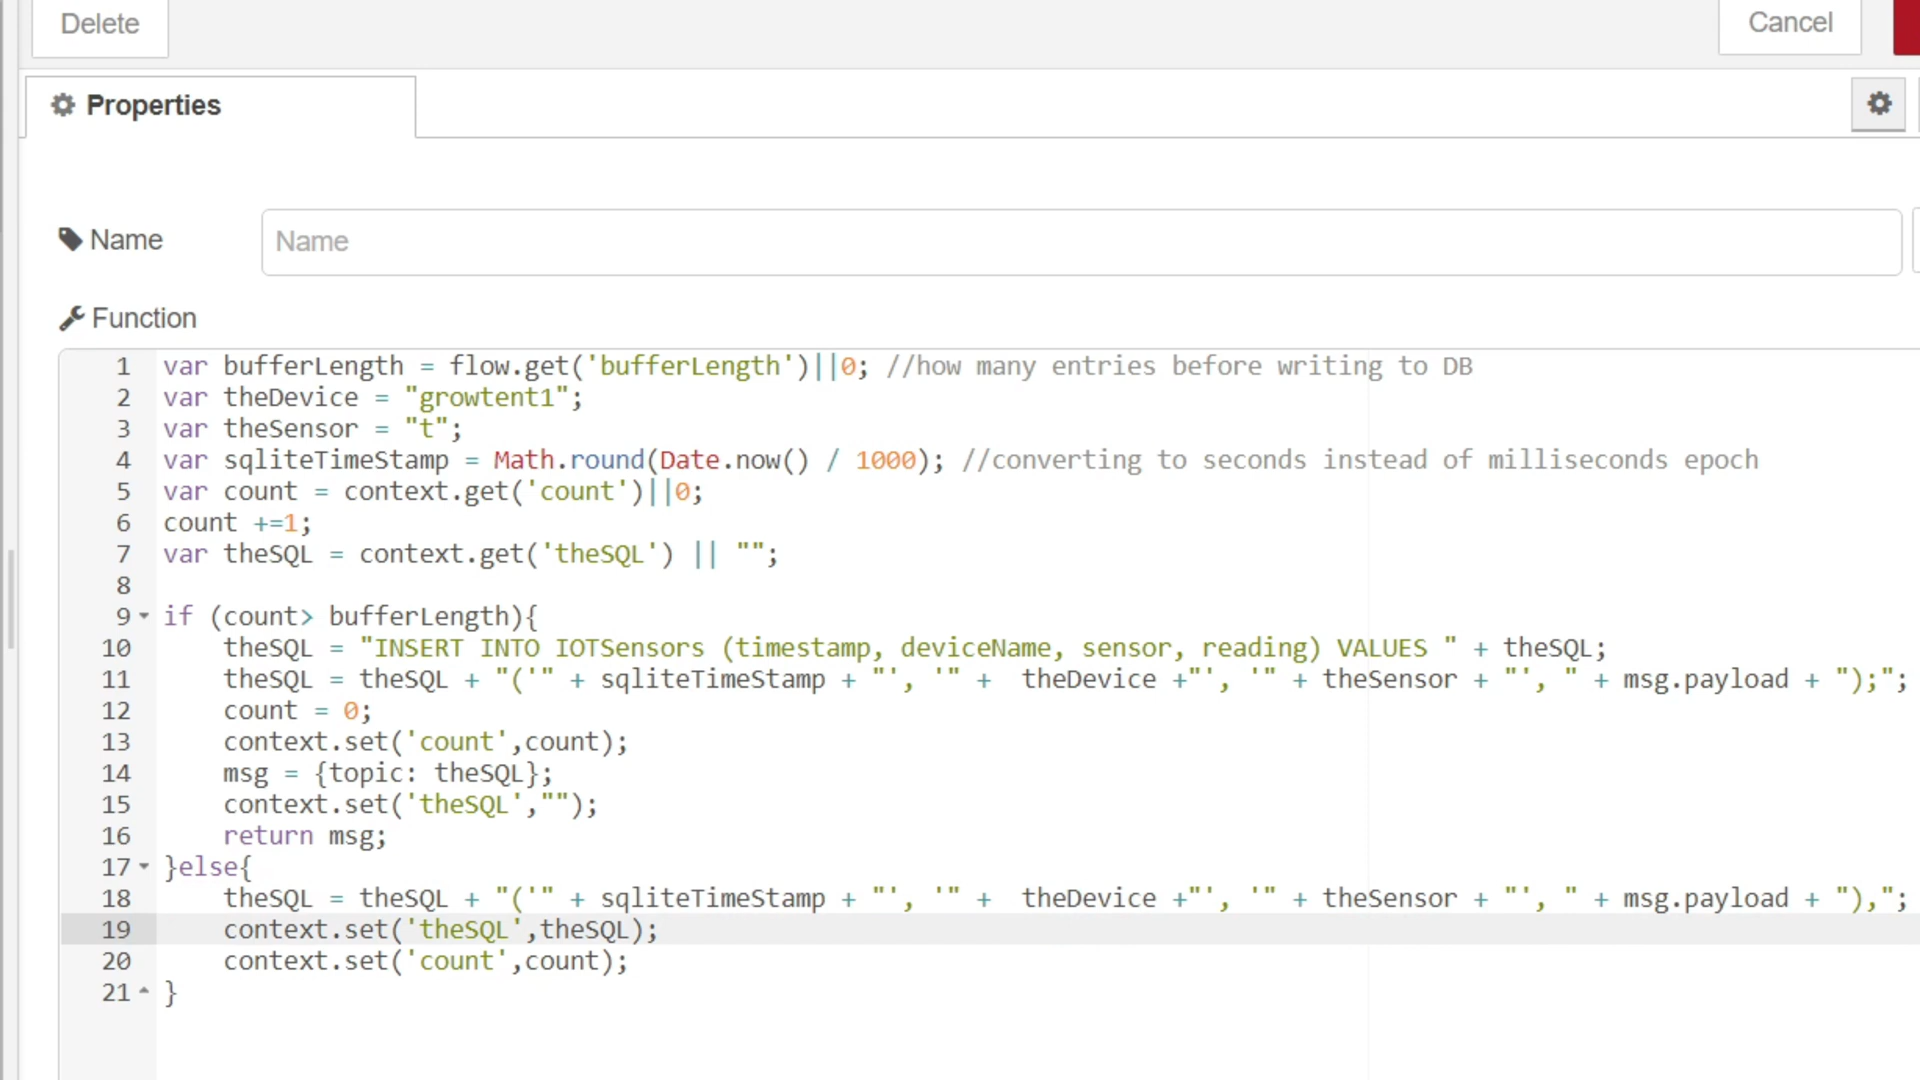 Delete
Cancel
Properties
Name
Name
Function
1 var bufferLength = flow.get('bufferLength')||0; //how many entries before writing to DB
2 var theDevice = "growtent1";
3 var theSensor = "t";
4 var sqliteTimeStamp = Math.round(Date.now() / 1000); //converting to seconds instead of milliseconds epoch
5 var count = context.get('count')||0;
6 count +=1;
7 var theSQL = context.get('theSQL') || "";
8
9 if (count> bufferLength){
10 theSQL = "INSERT INTO IOTSensors (timestamp, deviceName, sensor, reading) VALUES " + theSQL;
11 theSQL = theSQL + "('" + sqliteTimeStamp + "', '" +  theDevice +"', '" + theSensor + "', " + msg.payload + ");";
12 count = 0;
13 context.set('count',count);
14 msg = {topic: theSQL};
15 context.set('theSQL',"");
16 return msg;
17 }else{
18 theSQL = theSQL + "('" + sqliteTimeStamp + "', '" +  theDevice +"', '" + theSensor + "', " + msg.payload + "),";
19 context.set('theSQL',theSQL);
20 context.set('count',count);
21 }